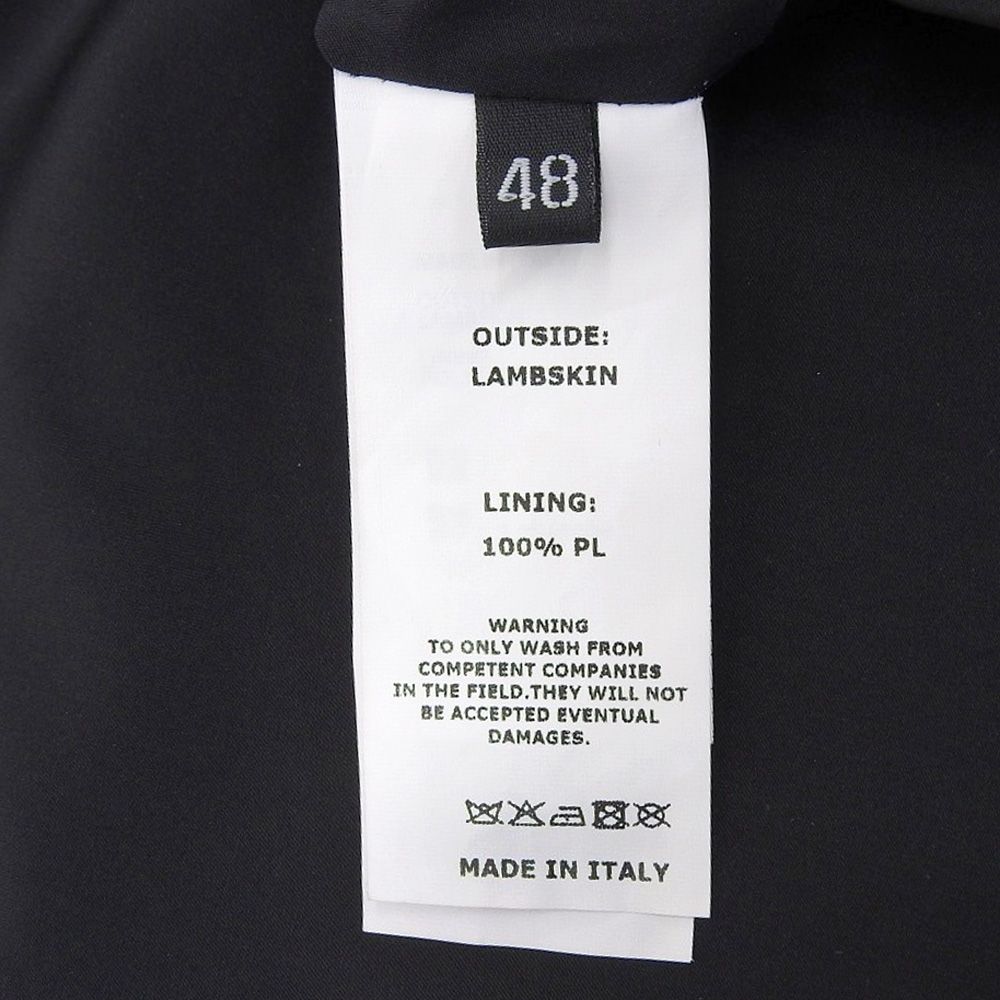 48
OUTSIDE:
LAMBSKIN
LINING:
100% PL
WARNING
TO ONLY WASH FROM
COMPETENT COMPANIES
IN THE FIELD.THEY WILL NOT
BE ACCEPTED EVENTUAL
DAMAGES.
MADE IN ITALY